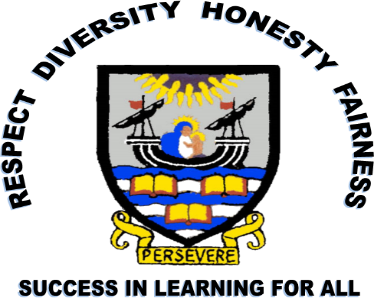 RESPECT DIVERSITY HONESTY FAIRNESS
PERSEVERE
SUCCESS IN LEARNING FOR ALL